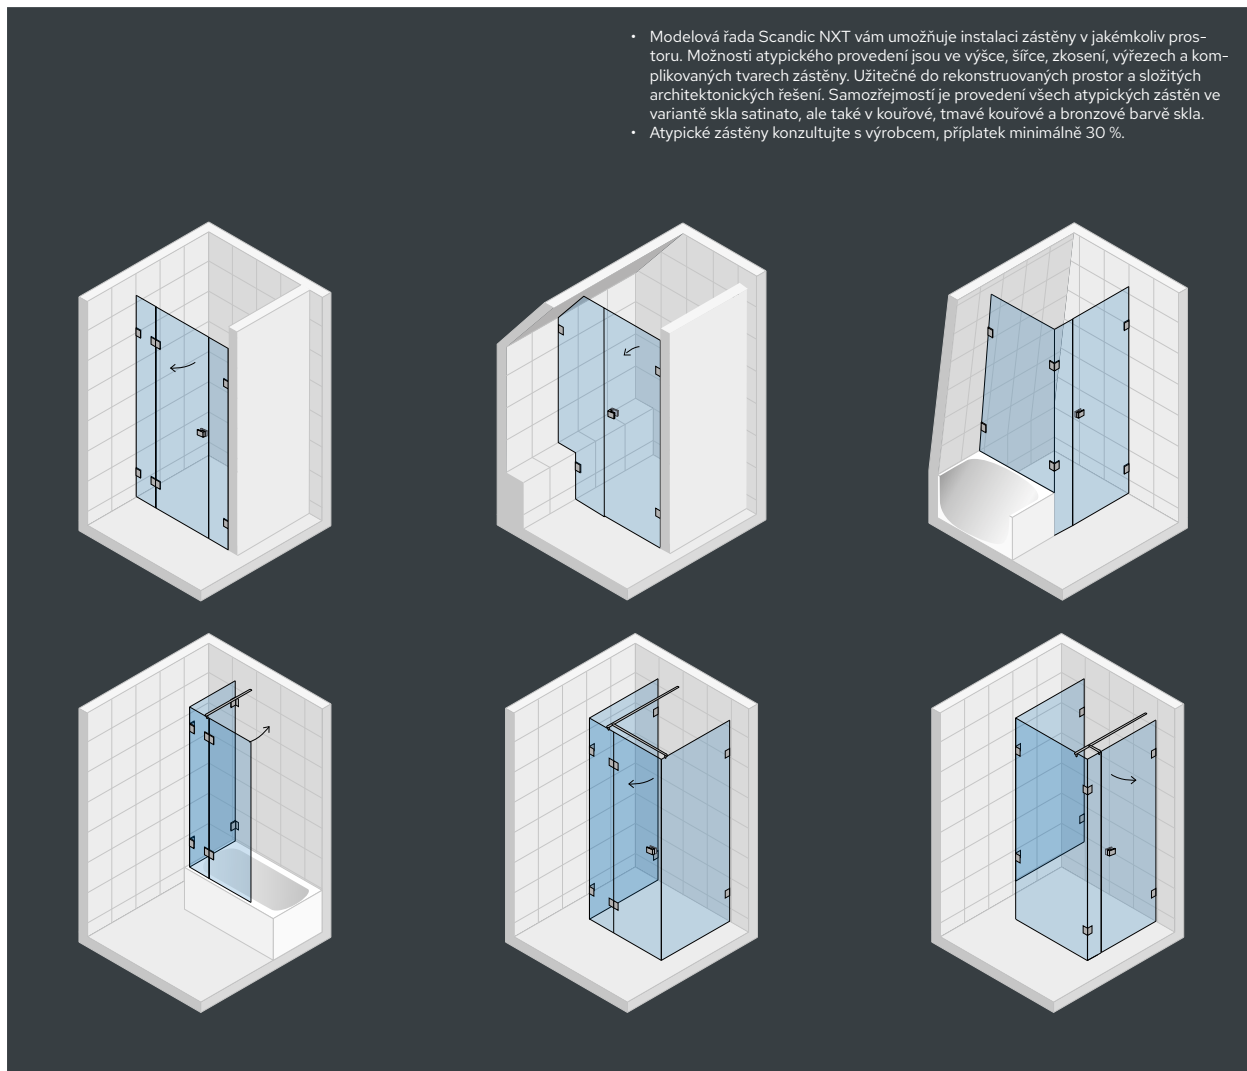 • Modelová řada Scandic NXT vám umožňuje instalaci zástěny v jakémkoliv pros-
toru. Možnosti atypického provedení jsou ve výšce, šířce, zkosení, výřezech a kom-
plikovaných tvarech zástěny. Užitečné do rekonstruovaných prostor a složitých
architektonických řešení. Samozřejmostí je provedení všech atypických zástěn ve
variantě skla satinato, ale také v kouřové, tmavé kouřové a bronzové barvě skla.
• Atypické zástěny konzultujte s výrobcem, příplatek minimálně 30 %.